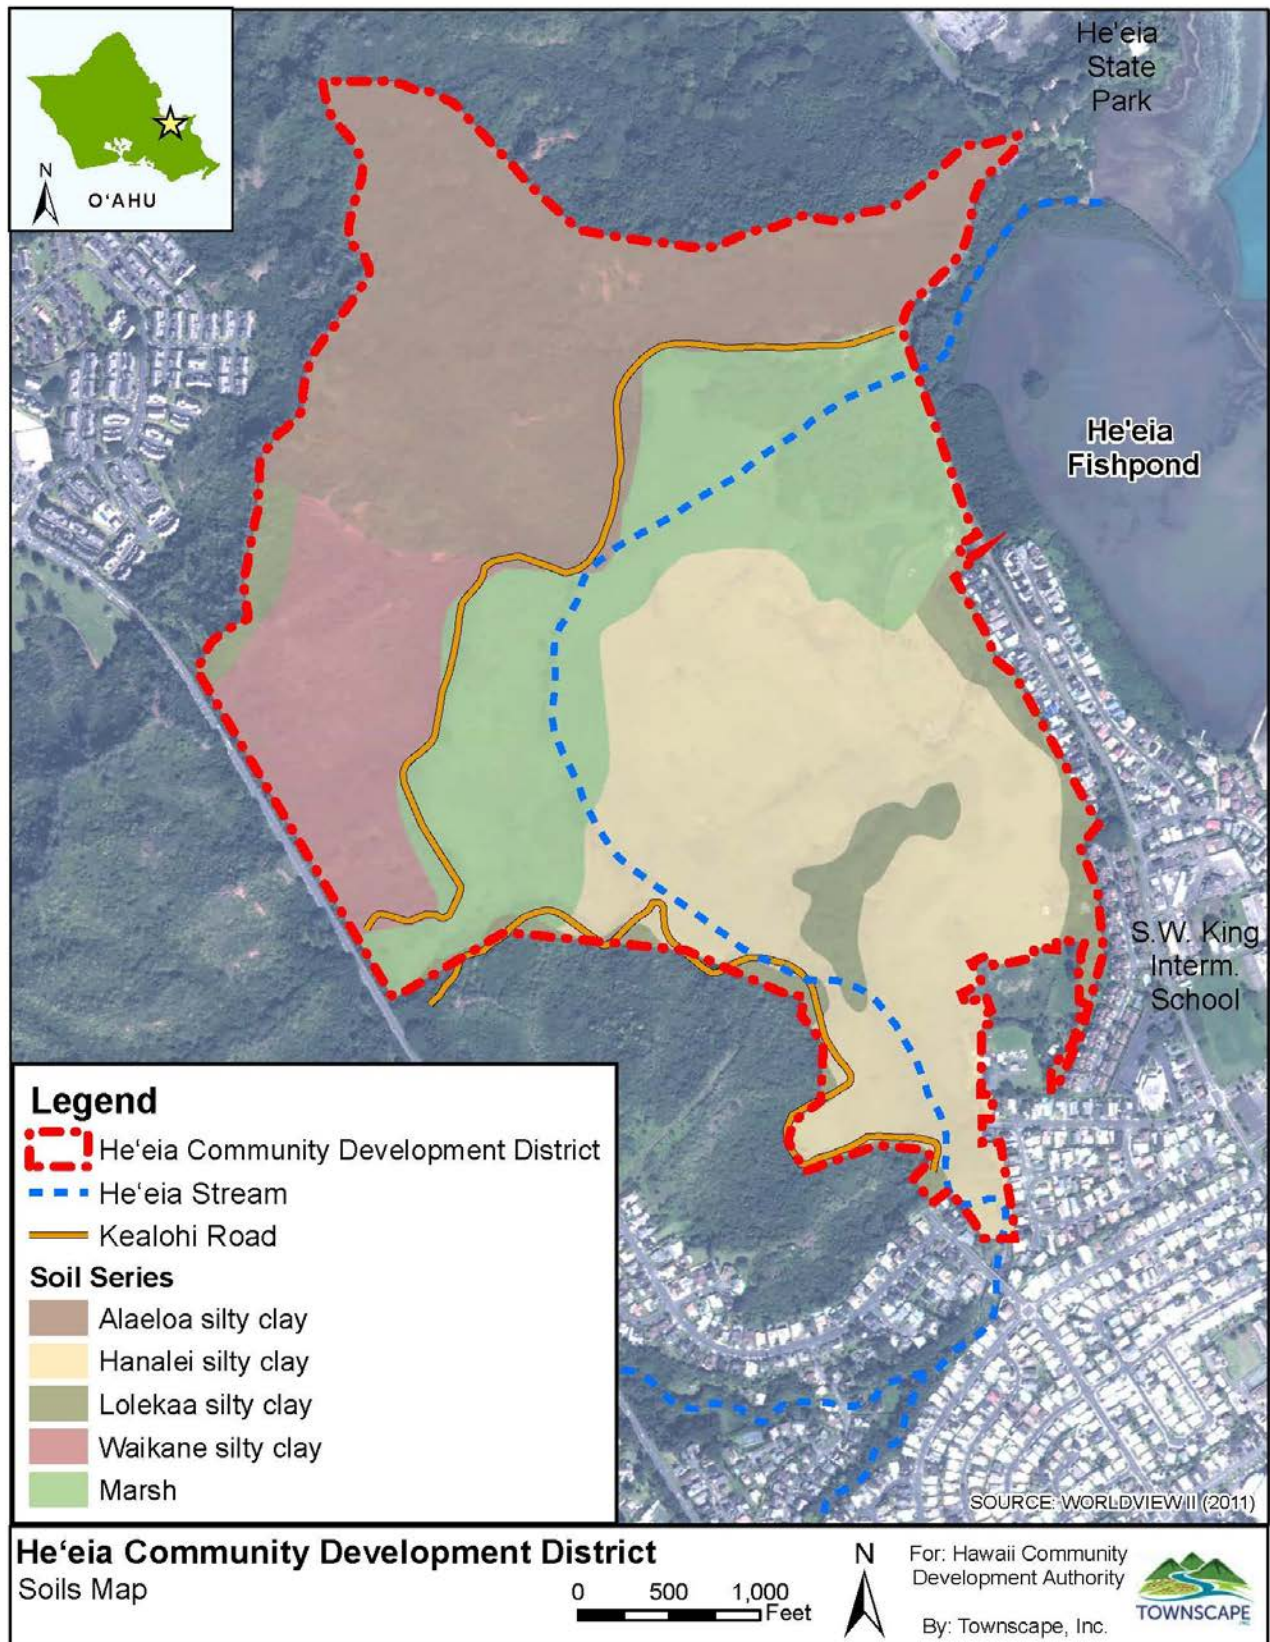 N
O‘AHU
He'eia
State
Park
He'eia
Fishpond
S.W. King
Interm.
School
Legend
He‘eia Community Development District
He‘eia Stream
Kealohi Road
Soil Series
Alaeloa silty clay
Hanalei silty clay
Lolekaa silty clay
Waikane silty clay
Marsh
SOURCE: WORLDVIEW II (2011)
He‘eia Community Development District
Soils Map
0 500 1,000
Feet
N
For: Hawaii Community
Development Authority
By: Townscape, Inc.
TOWNSCAPE